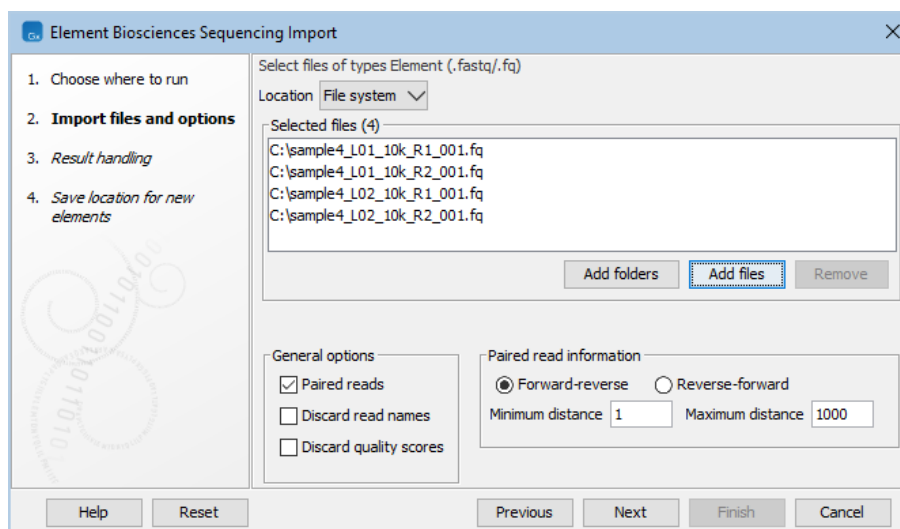 Gx Element Biosciences Sequencing Import
1. Choose where to run
2. Import files and options
3. Result handling
4. Save location for new
elements
Select files of types Element (.fastq/.fq)
Location File system
Selected files (4)
C:\sample4_L01_10k_R1_001.fq
C:\sample4_L01_10k_R2_001.fq
C:\sample4_L02_10k_R1_001.fq
C:\sample4_L02_10k_R2_001.fq
Add folders Add files Remove
General options
Paired reads
Discard read names
Discard quality scores
Paired read information
Forward-reverse Reverse-forward
Minimum distance 1 Maximum distance 1000
Help Reset Previous Next Finish Cancel